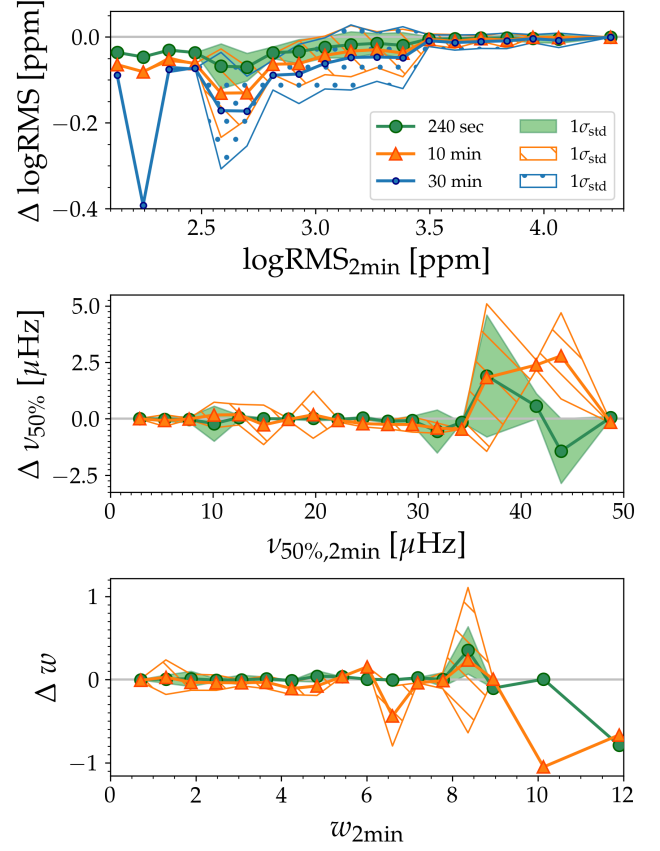 Δ logRMS [ppm]
0.0
−0.2
−0.4
240 sec
10 min
30 min
1σstd
1σstd
1σstd
2.5 3.0 3.5 4.0
logRMS2min [ppm]
Δ ν50% [μHz]
5.0
2.5
0.0
−2.5
0 10 20 30 40 50
ν50%,2min [μHz]
Δ w
1
0
−1
0 2 4 6 8 10 12
w2min